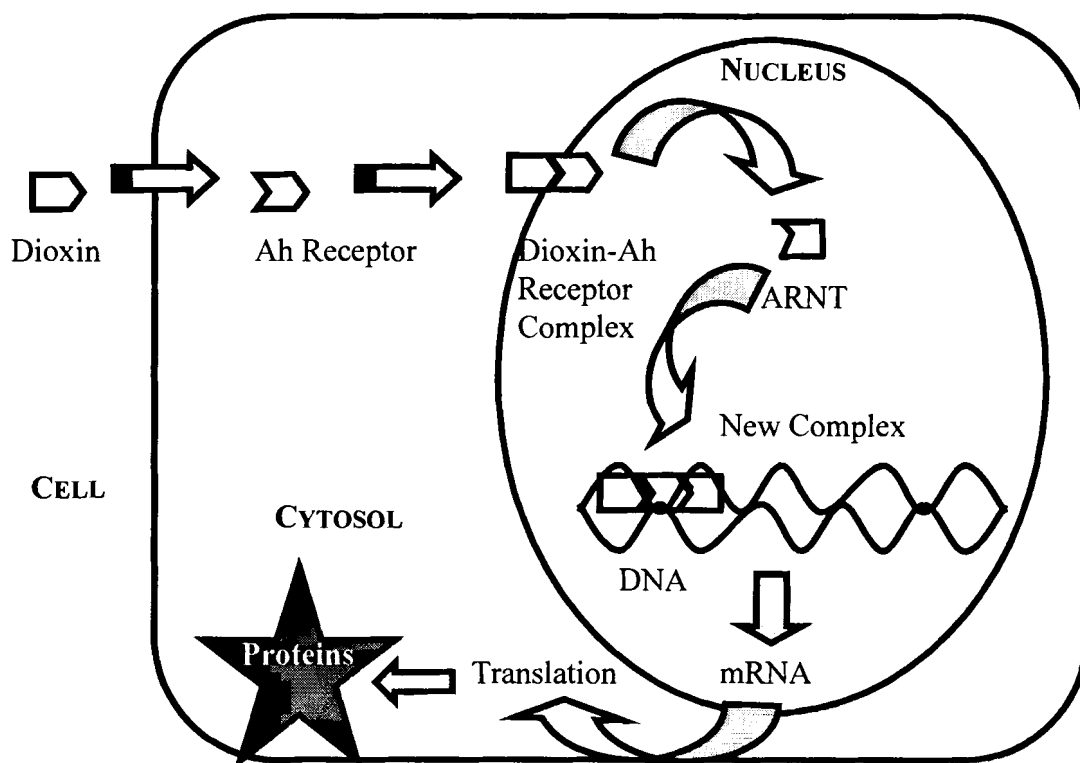 NUCLEUS
Dioxin
Ah Receptor
Dioxin-Ah
Receptor
Complex
ARNT
New Complex
CELL
CYTOSOL
DNA
Proteins
Translation
mRNA